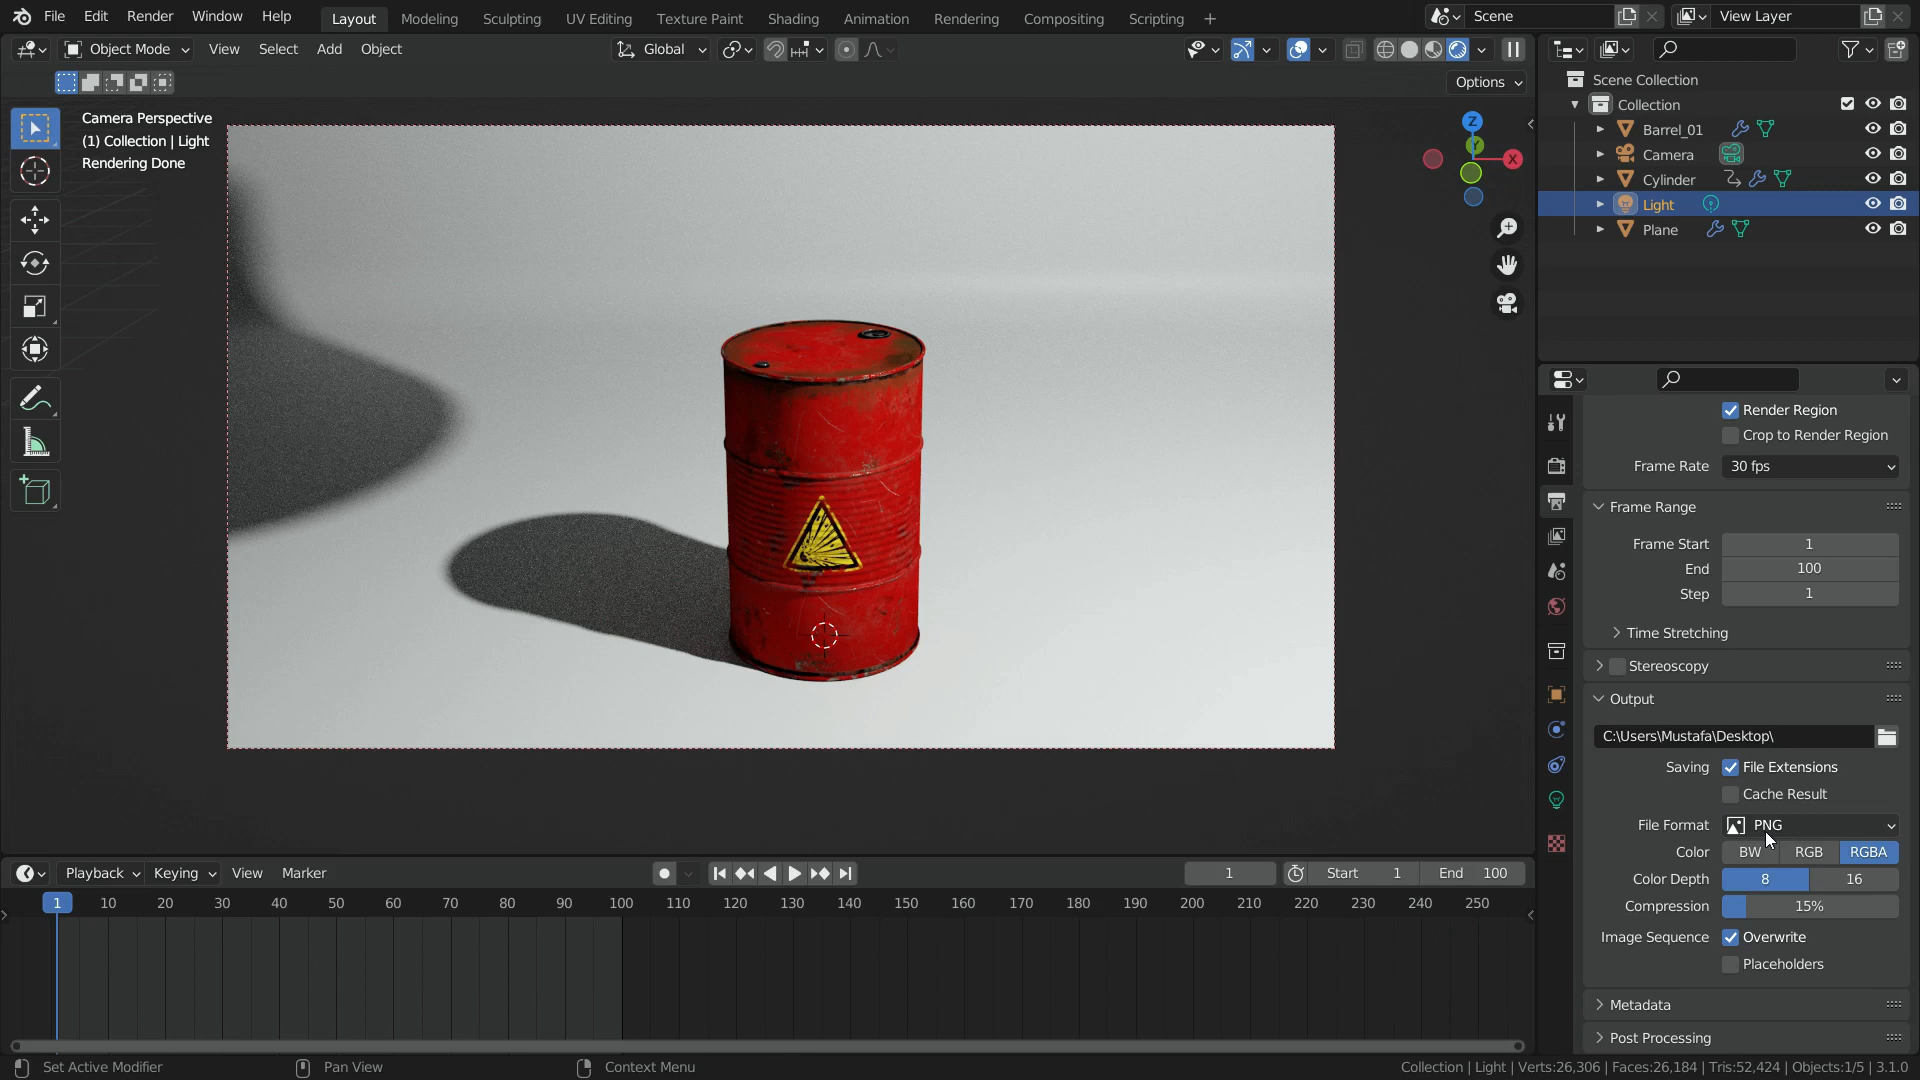 File Edit Render Window Help Layout Modeling Sculpting UV Editing Texture Paint Shading Animation Rendering Compositing Scripting + Scene View Layer
Object Mode View Select Add Object Global
Options
Camera Perspective
(1) Collection | Light
Rendering Done
Z
Y
X
Scene Collection
Collection
Barrel_01
Camera
Cylinder
Light
Plane
Render Region
Crop to Render Region
Frame Rate 30 fps
Frame Range
Frame Start 1
End 100
Step 1
Time Stretching
Stereoscopy
Output
C:\Users\Mustafa\Desktop\
Saving File Extensions
Cache Result
File Format PNG
Color BW RGB RGBA
Color Depth 8 16
Compression 15%
Image Sequence Overwrite
Placeholders
Metadata
Post Processing
Playback Keying View Marker 1 Start 1 End 100
1 10 20 30 40 50 60 70 80 90 100 110 120 130 140 150 160 170 180 190 200 210 220 230 240 250
Set Active Modifier Pan View Context Menu Collection | Light | Verts:26,306 | Faces:26,184 | Tris:52,424 | Objects:1/5 | 3.1.0